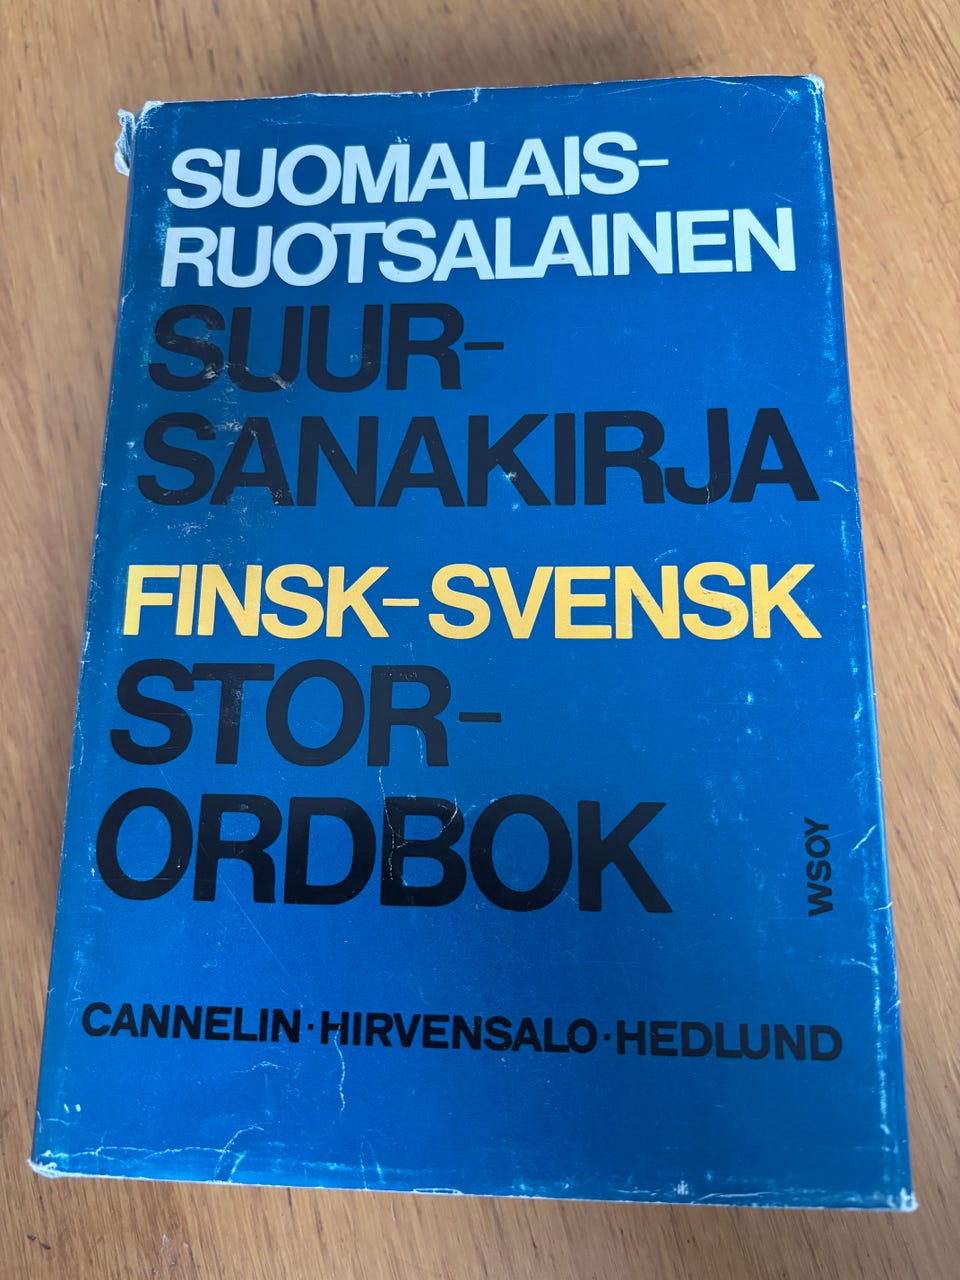 SUOMALAIS-
RUOTSALAINEN
SUUR-
SANAKIRJA
FINSK-SVENSK
STOR-
ORDBOK
WSOY
CANNELIN·HIRVENSALO·HEDLUND